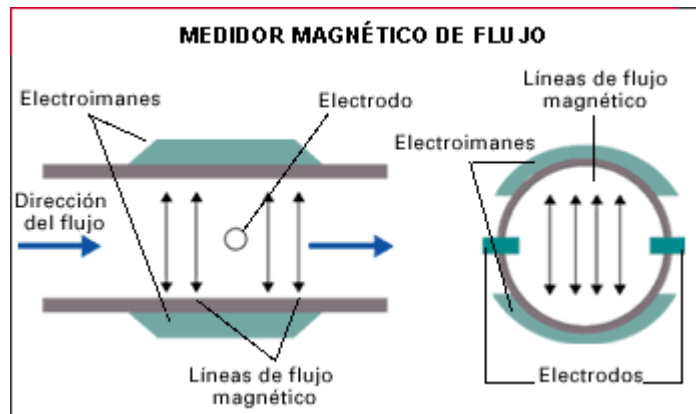 MEDIDOR MAGNÉTICO DE FLUJO
Electroimanes
Electrodo
Dirección
del flujo
Líneas de flujo
magnético
Líneas de flujo
magnético
Electroimanes
Electrodos